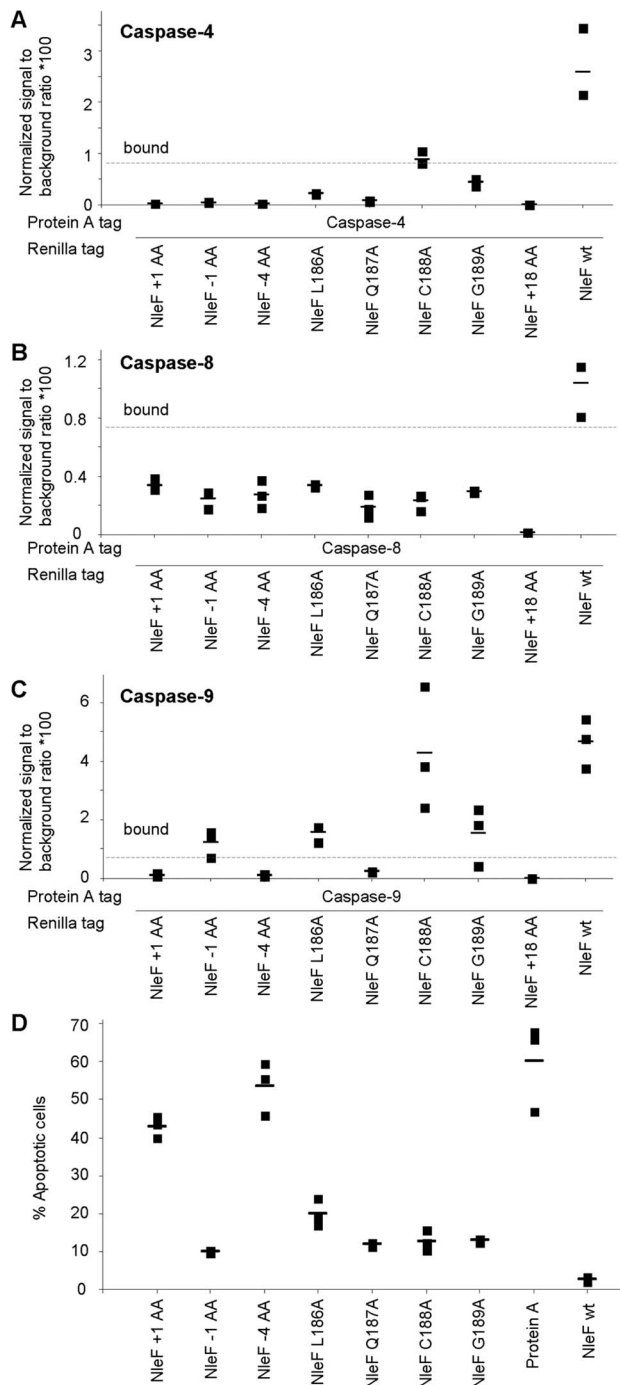 A
Caspase-4
Normalized signal to
background ratio *100
3
2
1
0
bound
Protein A tag
Caspase-4
Renilla tag
NleF +1 AA
NleF -1 AA
NleF -4 AA
NleF L186A
NleF Q187A
NleF C188A
NleF G189A
NleF +18 AA
NleF wt
B
Caspase-8
Normalized signal to
background ratio *100
1.2
0.8
0.4
0
bound
Protein A tag
Caspase-8
Renilla tag
NleF +1 AA
NleF -1 AA
NleF -4 AA
NleF L186A
NleF Q187A
NleF C188A
NleF G189A
NleF +18 AA
NleF wt
C
Caspase-9
Normalized signal to
background ratio *100
6
4
2
0
bound
Protein A tag
Caspase-9
Renilla tag
NleF +1 AA
NleF -1 AA
NleF -4 AA
NleF L186A
NleF Q187A
NleF C188A
NleF G189A
NleF +18 AA
NleF wt
D
% Apoptotic cells
70
60
50
40
30
20
10
0
NleF +1 AA
NleF -1 AA
NleF -4 AA
NleF L186A
NleF Q187A
NleF C188A
NleF G189A
Protein A
NleF wt